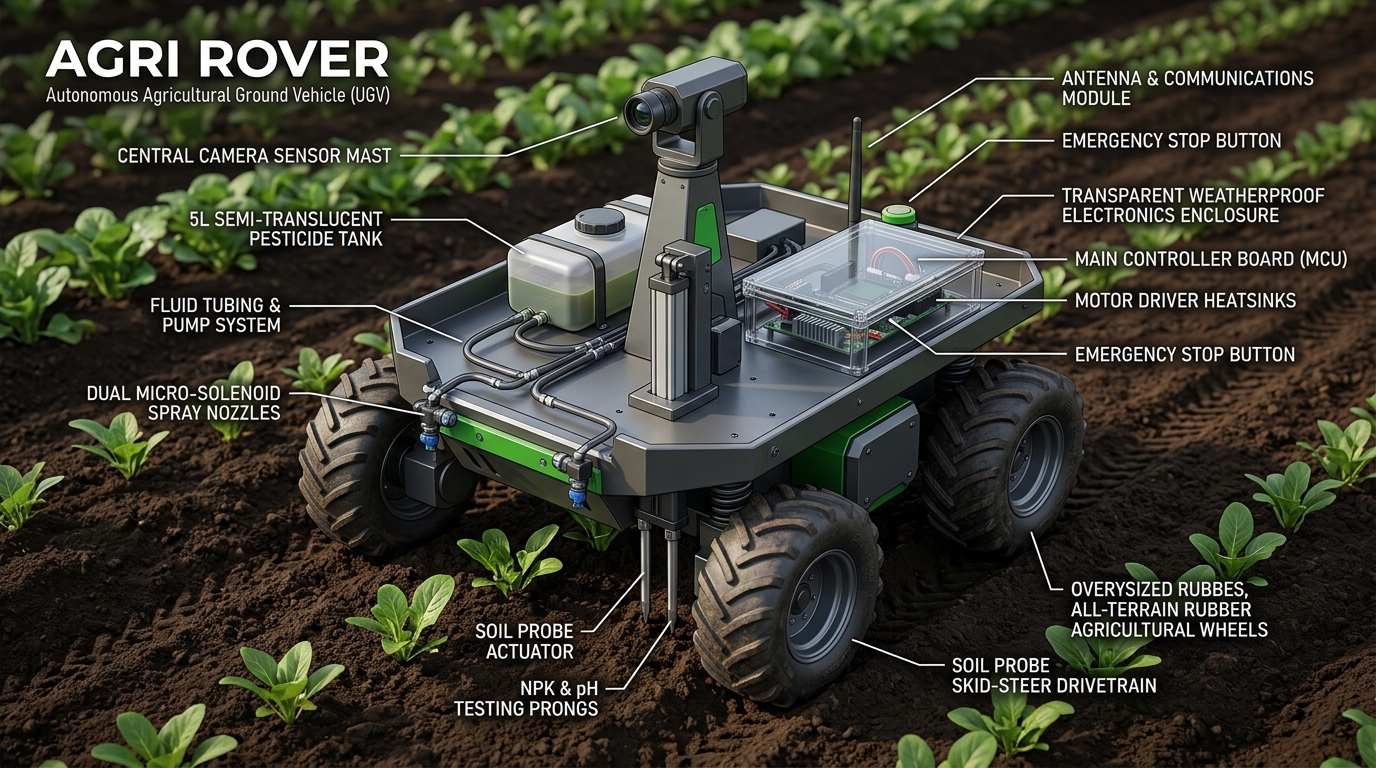 AGRI ROVER
Autonomous Agricultural Ground Vehicle (UGV)
CENTRAL CAMERA SENSOR MAST
5L SEMI-TRANSLUCENT
PESTICIDE TANK
FLUID TUBING &
PUMP SYSTEM
DUAL MICRO-SOLENOID
SPRAY NOZZLES
SOIL PROBE
ACTUATOR
NPK & pH
TESTING PRONGS
ANTENNA & COMMUNICATIONS
MODULE
EMERGENCY STOP BUTTON
TRANSPARENT WEATHERPROOF
ELECTRONICS ENCLOSURE
MAIN CONTROLLER BOARD (MCU)
MOTOR DRIVER HEATSINKS
EMERGENCY STOP BUTTON
OVERYSIZED RUBBES,
ALL-TERRAIN RUBBER
AGRICULTURAL WHEELS
SOIL PROBE
SKID-STEER DRIVETRAIN